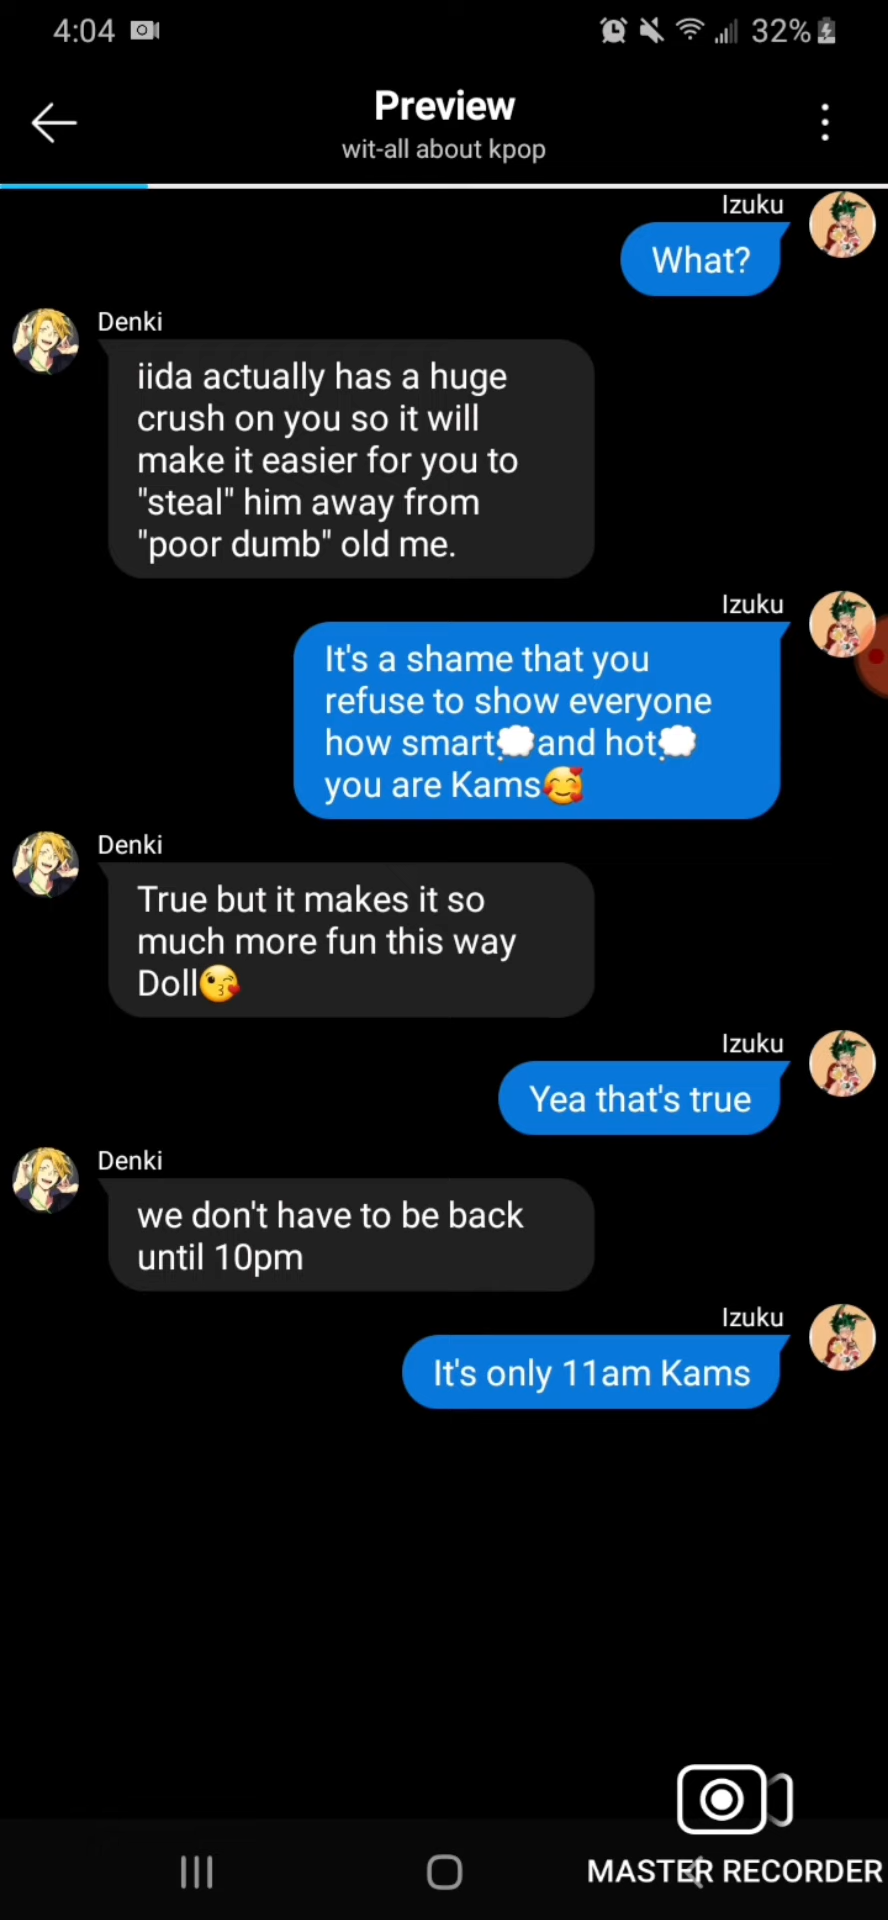 4:04
32%
Preview
wit-all about kpop
Izuku
What?
Denki
iida actually has a huge
crush on you so it will
make it easier for you to
"steal" him away from
"poor dumb" old me.
Izuku
It's a shame that you
refuse to show everyone
how smart💭and hot💭
you are Kams🥰
Denki
True but it makes it so
much more fun this way
Doll😘
Izuku
Yea that's true
Denki
we don't have to be back
until 10pm
Izuku
It's only 11am Kams
MASTER RECORDER